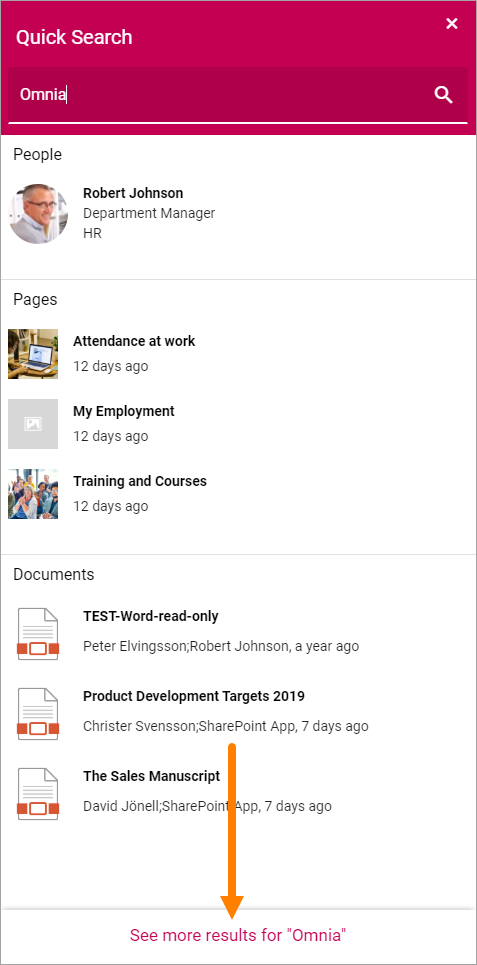 Quick Search
Omnia
People
Robert Johnson
Department Manager
HR
Pages
Attendance at work
12 days ago
My Employment
12 days ago
Training and Courses
12 days ago
Documents
TEST-Word-read-only
Peter Elvingsson;Robert Johnson, a year ago
Product Development Targets 2019
Christer Svensson;SharePoint App, 7 days ago
The Sales Manuscript
David Jönell;SharePoint App, 7 days ago
See more results for "Omnia"